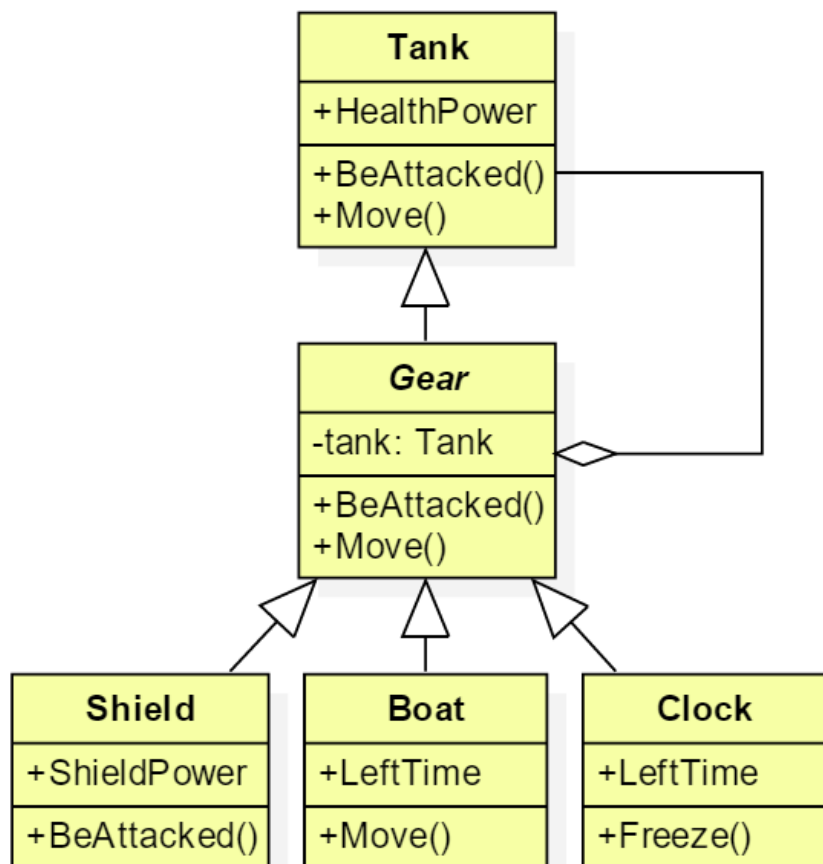 Tank
+HealthPower
+BeAttacked()
+Move()
Gear
-tank: Tank
+BeAttacked()
+Move()
Shield
+ShieldPower
+BeAttacked()
Boat
+LeftTime
+Move()
Clock
+LeftTime
+Freeze()